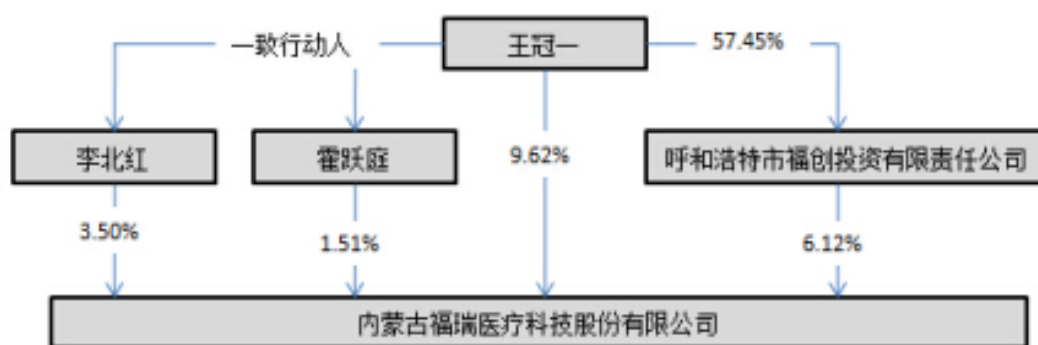 王冠一
一致行动人
57.45%
李北红
霍跃庭
9.62%
呼和浩特市福创投资有限责任公司
3.50%
1.51%
6.12%
内蒙古福瑞医疗科技股份有限公司